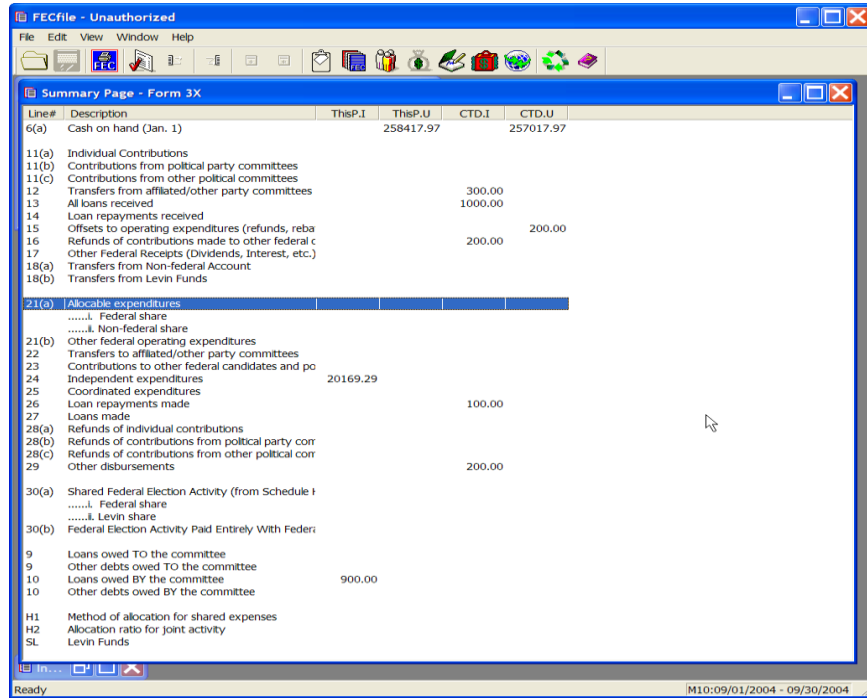 FECfile - Unauthorized
File Edit View Window Help
FEC FEC
Summary Page - Form 3X
Line# Description ThisP.I ThisP.U CTD.I CTD.U
6(a) Cash on hand (Jan. 1) 258417.97 257017.97
11(a) Individual Contributions
11(b) Contributions from political party committees
11(c) Contributions from other political committees
12 Transfers from affiliated/other party committees 300.00
13 All loans received 1000.00
14 Loan repayments received
15 Offsets to operating expenditures (refunds, reba 200.00
16 Refunds of contributions made to other federal c 200.00
17 Other Federal Receipts (Dividends, Interest, etc.)
18(a) Transfers from Non-federal Account
18(b) Transfers from Levin Funds
21(a) Allocable expenditures
......i. Federal share
......ii. Non-federal share
21(b) Other federal operating expenditures
22 Transfers to affiliated/other party committees
23 Contributions to other federal candidates and po
24 Independent expenditures 20169.29
25 Coordinated expenditures
26 Loan repayments made 100.00
27 Loans made
28(a) Refunds of individual contributions
28(b) Refunds of contributions from political party com
28(c) Refunds of contributions from other political com
29 Other disbursements 200.00
30(a) Shared Federal Election Activity (from Schedule H
......i. Federal share
......ii. Levin share
30(b) Federal Election Activity Paid Entirely With Federa
9 Loans owed TO the committee
9 Other debts owed TO the committee
10 Loans owed BY the committee 900.00
10 Other debts owed BY the committee
H1 Method of allocation for shared expenses
H2 Allocation ratio for joint activity
SL Levin Funds
In...
Ready M10:09/01/2004 - 09/30/2004